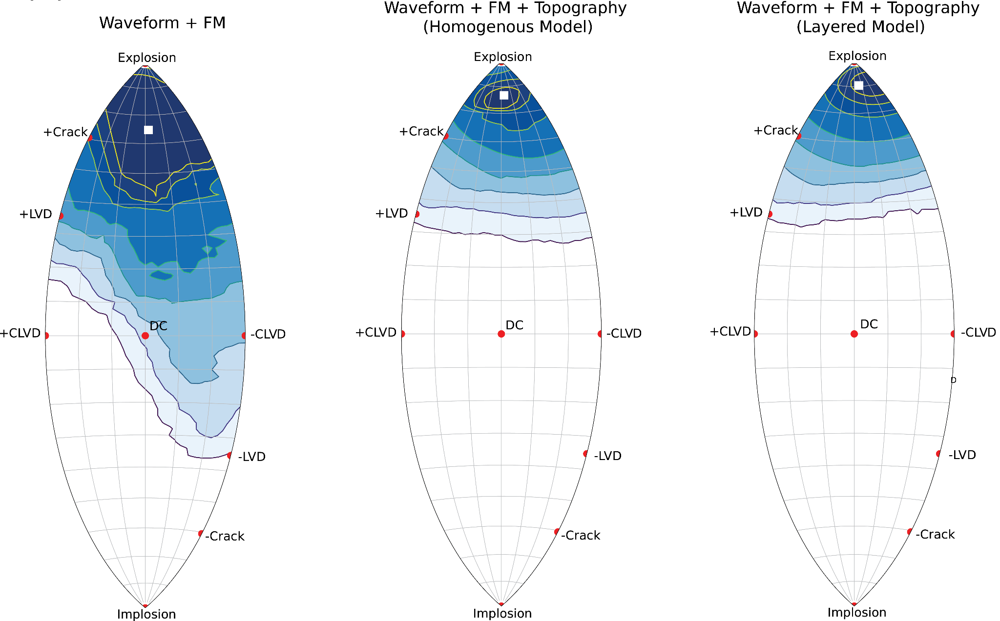 Waveform + FM
Explosion
+Crack
+LVD
DC
+CLVD
-CLVD
-LVD
-Crack
Implosion
Waveform + FM + Topography
(Homogenous Model)
Explosion
+Crack
+LVD
DC
+CLVD
-CLVD
-LVD
-Crack
Implosion
Waveform + FM + Topography
(Layered Model)
Explosion
+Crack
+LVD
DC
+CLVD
-CLVD
D
-LVD
-Crack
Implosion